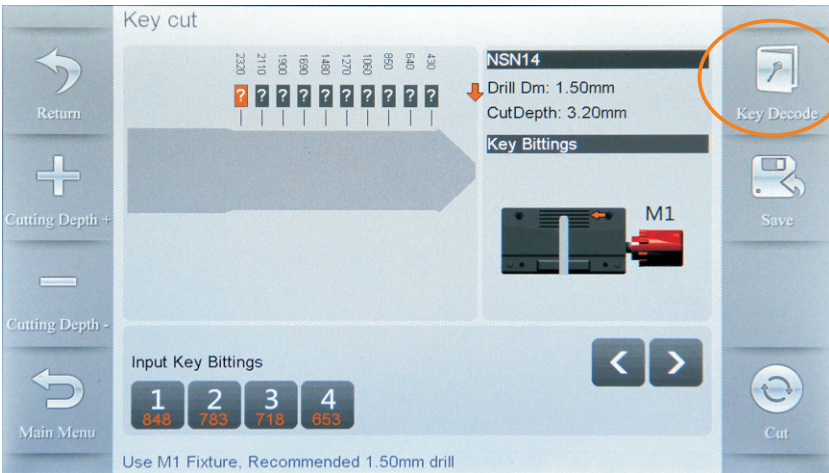 Key cut
Return
Cutting Depth +
Cutting Depth -
Main Menu
2320 2110 1900 1690 1480 1270 1060 850 640 430
? ? ? ? ? ? ? ? ? ?
NSN14
Drill Dm: 1.50mm
CutDepth: 3.20mm
Key Bittings
M1
Key Decode
Save
Cut
Input Key Bittings
1 2 3 4
848 783 718 653
< >
Use M1 Fixture, Recommended 1.50mm drill